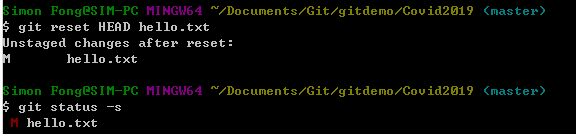 Simon Fong@SIM-PC MINGW64 ~/Documents/Git/gitdemo/Covid2019 (master)
$ git reset HEAD hello.txt
Unstaged changes after reset:
M       hello.txt
Simon Fong@SIM-PC MINGW64 ~/Documents/Git/gitdemo/Covid2019 (master)
$ git status -s
 M hello.txt